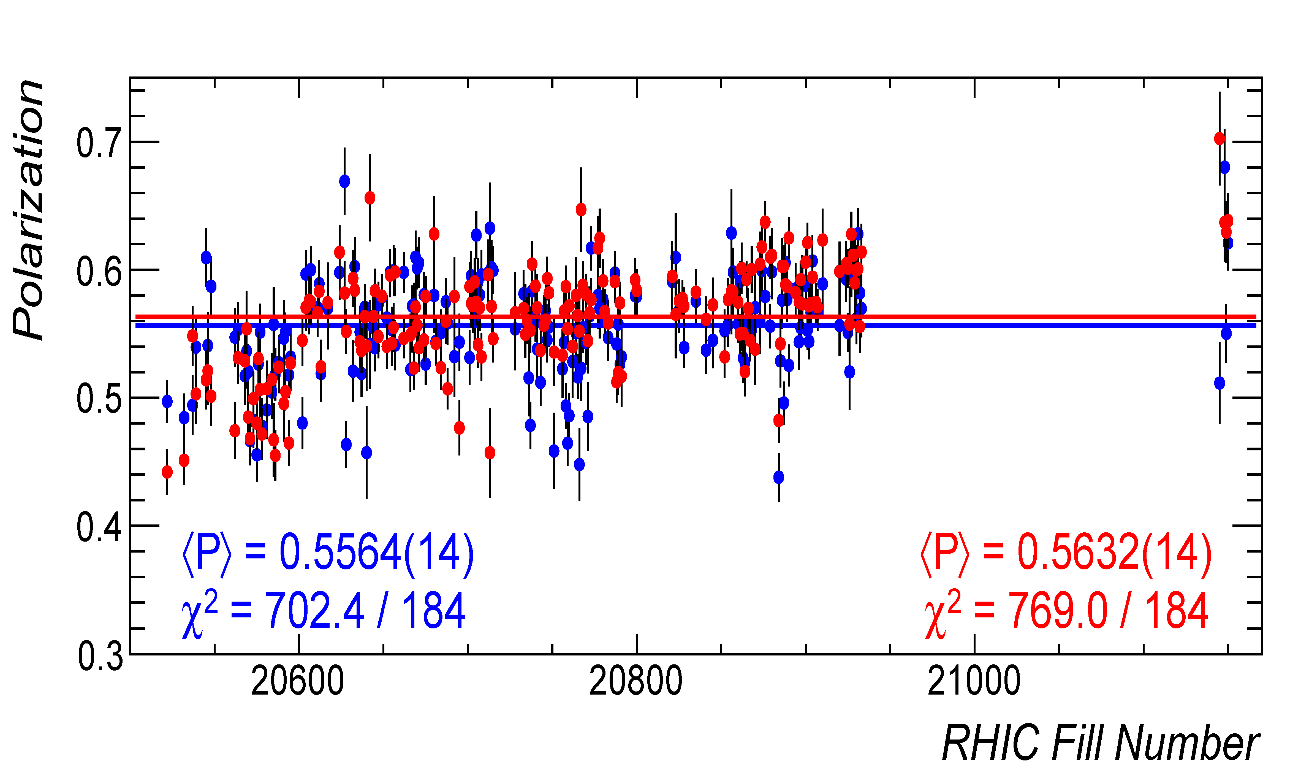 Polarization
0.7
0.6
0.5
0.4
0.3
⟨P⟩ = 0.5564(14)
χ² = 702.4 / 184
⟨P⟩ = 0.5632(14)
χ² = 769.0 / 184
20600
20800
21000
RHIC Fill Number